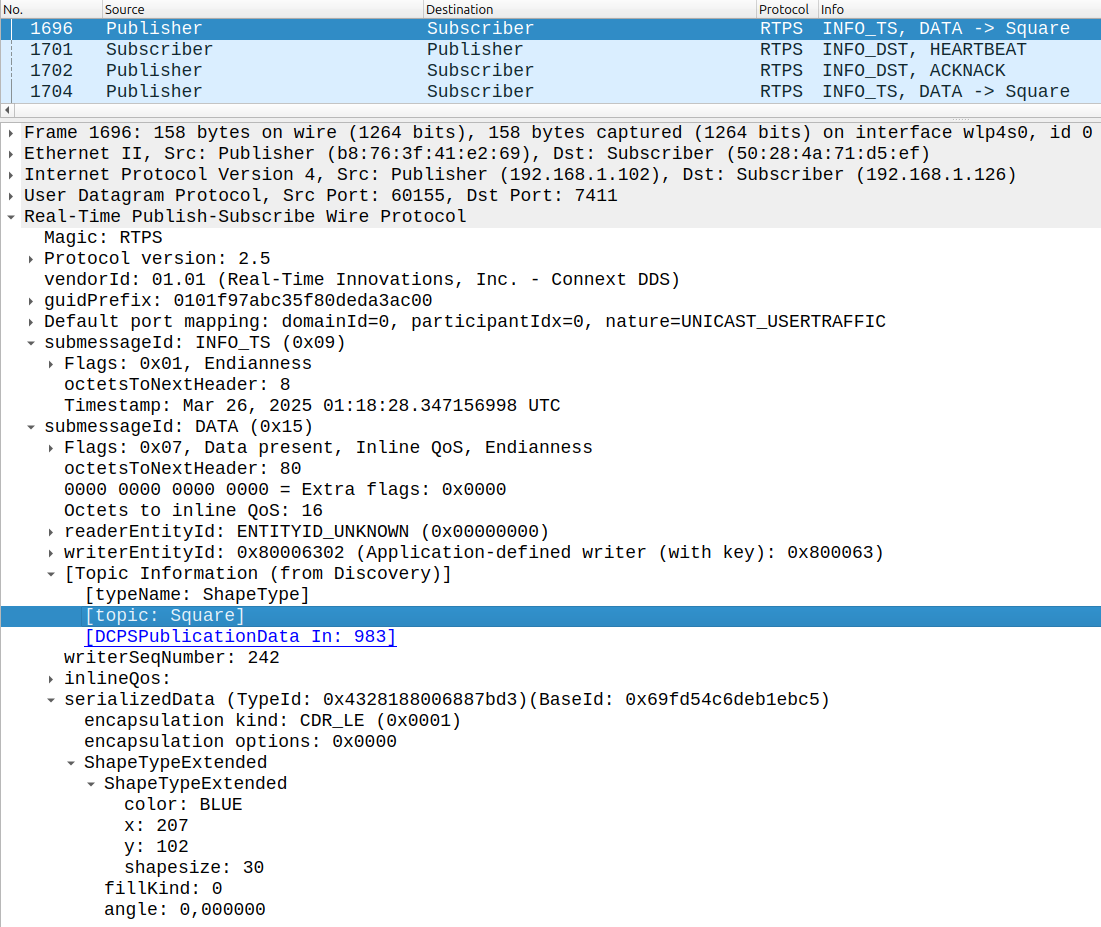 No. Source Destination Protocol Info
1696 Publisher Subscriber RTPS INFO_TS, DATA -> Square
1701 Subscriber Publisher RTPS INFO_DST, HEARTBEAT
1702 Publisher Subscriber RTPS INFO_DST, ACKNACK
1704 Publisher Subscriber RTPS INFO_TS, DATA -> Square
Frame 1696: 158 bytes on wire (1264 bits), 158 bytes captured (1264 bits) on interface wlp4s0, id 0
Ethernet II, Src: Publisher (b8:76:3f:41:e2:69), Dst: Subscriber (50:28:4a:71:d5:ef)
Internet Protocol Version 4, Src: Publisher (192.168.1.102), Dst: Subscriber (192.168.1.126)
User Datagram Protocol, Src Port: 60155, Dst Port: 7411
Real-Time Publish-Subscribe Wire Protocol
Magic: RTPS
Protocol version: 2.5
vendorId: 01.01 (Real-Time Innovations, Inc. - Connext DDS)
guidPrefix: 0101f97abc35f80deda3ac00
Default port mapping: domainId=0, participantIdx=0, nature=UNICAST_USERTRAFFIC
submessageId: INFO_TS (0x09)
Flags: 0x01, Endianness
octetsToNextHeader: 8
Timestamp: Mar 26, 2025 01:18:28.347156998 UTC
submessageId: DATA (0x15)
Flags: 0x07, Data present, Inline QoS, Endianness
octetsToNextHeader: 80
0000 0000 0000 0000 = Extra flags: 0x0000
Octets to inline QoS: 16
readerEntityId: ENTITYID_UNKNOWN (0x00000000)
writerEntityId: 0x80006302 (Application-defined writer (with key): 0x800063)
[Topic Information (from Discovery)]
[typeName: ShapeType]
[topic: Square]
[DCPSPublicationData In: 983]
writerSeqNumber: 242
inlineQos:
serializedData (TypeId: 0x4328188006887bd3)(BaseId: 0x69fd54c6deb1ebc5)
encapsulation kind: CDR_LE (0x0001)
encapsulation options: 0x0000
ShapeTypeExtended
ShapeTypeExtended
color: BLUE
x: 207
y: 102
shapesize: 30
fillKind: 0
angle: 0,000000